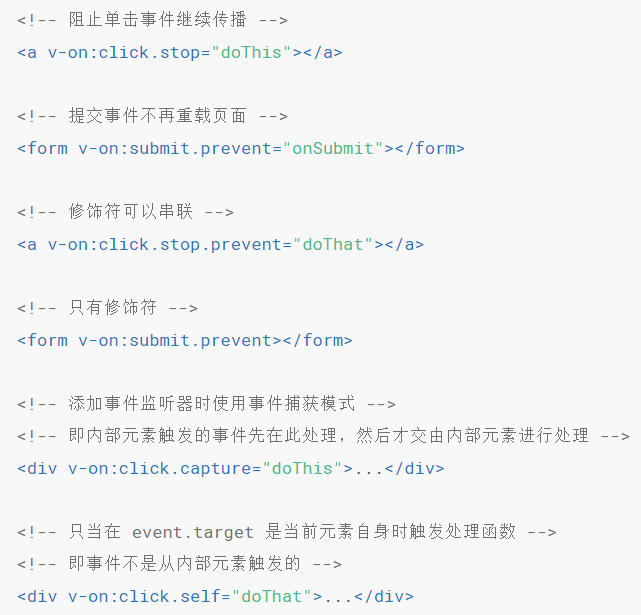 <!-- 阻止单击事件继续传播 -->
<a v-on:click.stop="doThis"></a>
<!-- 提交事件不再重载页面 -->
<form v-on:submit.prevent="onSubmit"></form>
<!-- 修饰符可以串联 -->
<a v-on:click.stop.prevent="doThat"></a>
<!-- 只有修饰符 -->
<form v-on:submit.prevent></form>
<!-- 添加事件监听器时使用事件捕获模式 -->
<!-- 即内部元素触发的事件先在此处理，然后才交由内部元素进行处理 -->
<div v-on:click.capture="doThis">...</div>
<!-- 只当在 event.target 是当前元素自身时触发处理函数 -->
<!-- 即事件不是从内部元素触发的 -->
<div v-on:click.self="doThat">...</div>